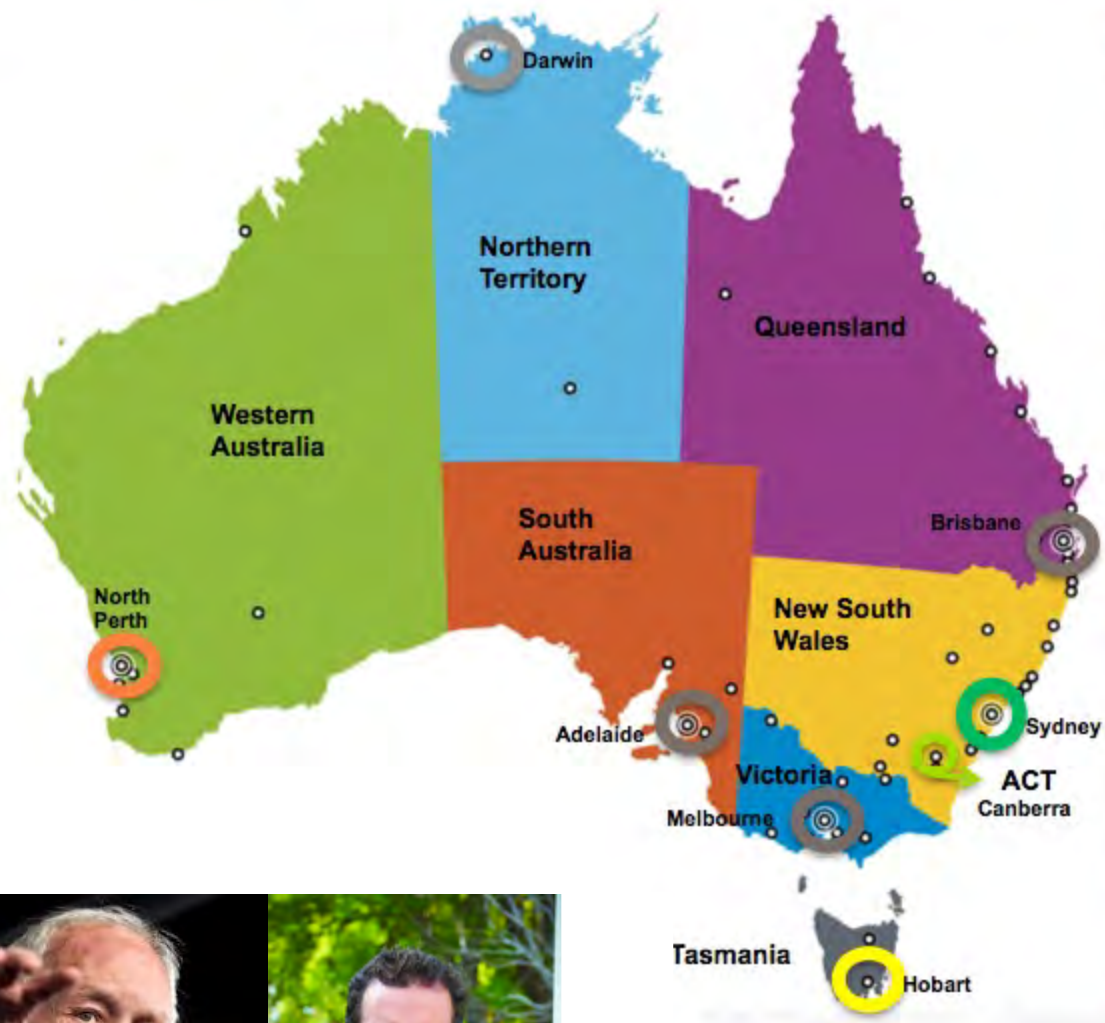 Darwin
Northern
Territory
Queensland
Western
Australia
South
Australia
Brisbane
North
Perth
New South
Wales
Adelaide
Sydney
Victoria
ACT
Canberra
Melbourne
Tasmania
Hobart